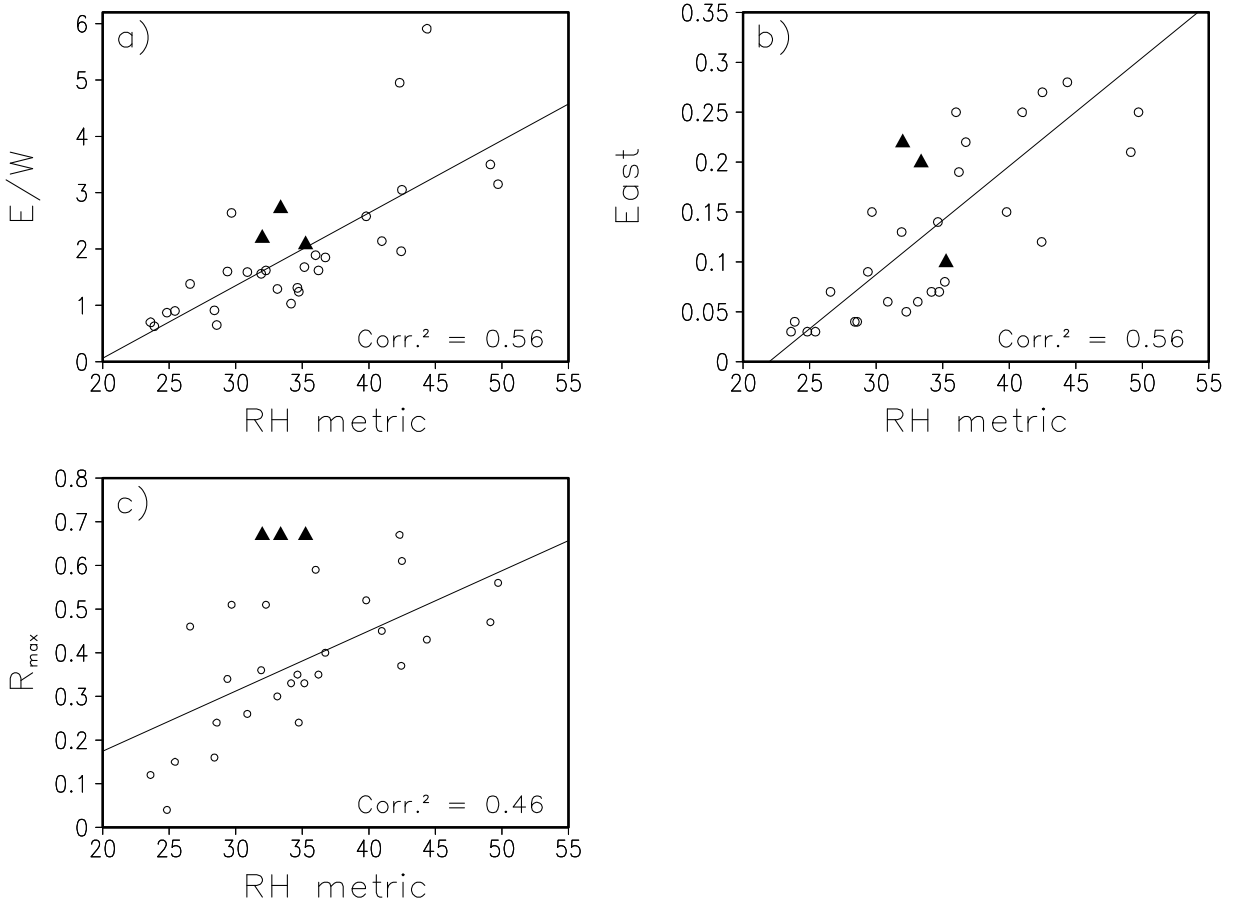 a)
6
5
4
3
2
1
0
E/W
Corr.² = 0.56
20 25 30 35 40 45 50 55
RH metric
b)
0.35
0.3
0.25
0.2
0.15
0.1
0.05
0
East
Corr.² = 0.56
20 25 30 35 40 45 50 55
RH metric
c)
0.8
0.7
0.6
0.5
0.4
0.3
0.2
0.1
0
Rmax
Corr.² = 0.46
20 25 30 35 40 45 50 55
RH metric